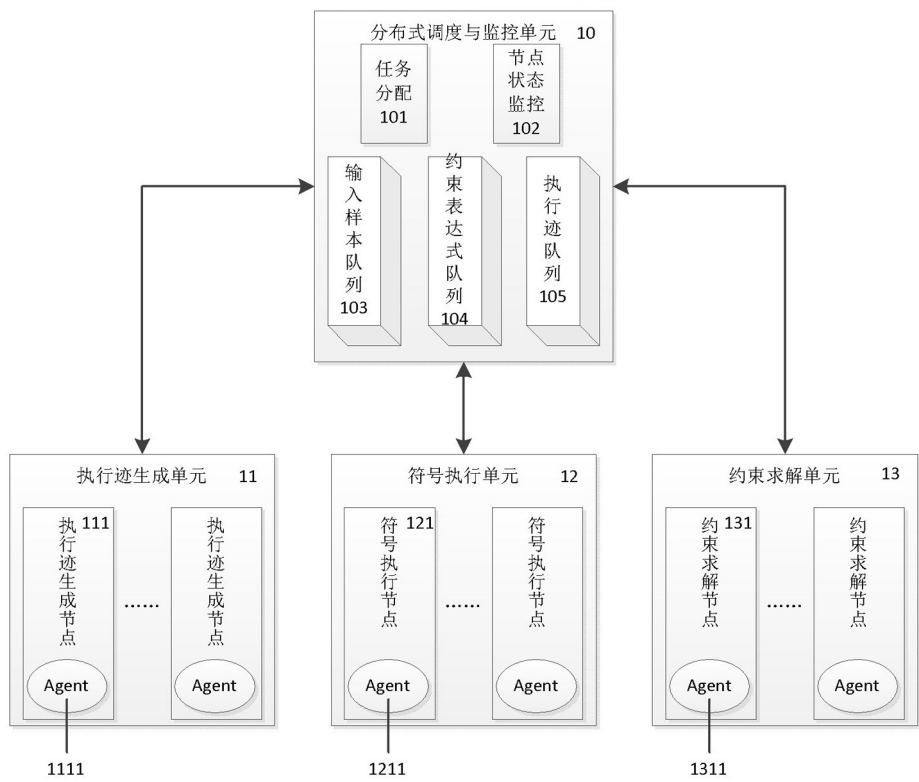 分布式调度与监控单元 10
任务
分配
101
节点
状态
监控
102
输入样本队列
103
约束表达式队列
104
执行迹队列
105
执行迹生成单元 11
执行迹生成节点
111
Agent
……
执行迹生成节点
Agent
1111
符号执行单元 12
符号执行节点
121
Agent
……
符号执行节点
Agent
1211
约束求解单元 13
约束求解节点
131
Agent
……
约束求解节点
Agent
1311